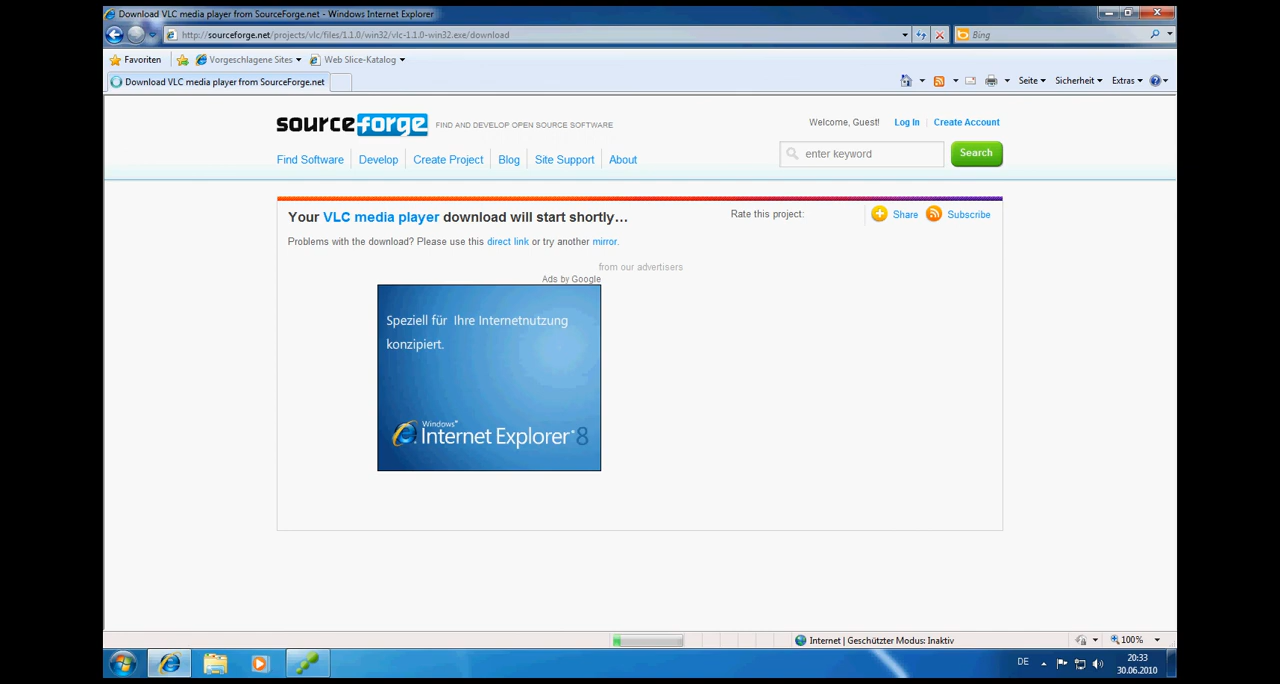 Download VLC media player from SourceForge.net - Windows Internet Explorer
http://sourceforge.net/projects/vlc/files/1.1.0/win32/vlc-1.1.0-win32.exe/download
Bing
Favoriten Vorgeschlagene Sites Web Slice-Katalog
Download VLC media player from SourceForge.net
Seite Sicherheit Extras
sourceforge FIND AND DEVELOP OPEN SOURCE SOFTWARE
Welcome, Guest! Log In Create Account
Find Software Develop Create Project Blog Site Support About
enter keyword Search
Your VLC media player download will start shortly...
Rate this project: Share Subscribe
Problems with the download? Please use this direct link or try another mirror.
from our advertisers
Ads by Google
Speziell für Ihre Internetnutzung
konzipiert.
Windows®
Internet Explorer® 8
Internet | Geschützter Modus: Inaktiv
100%
DE
20:33
30.06.2010